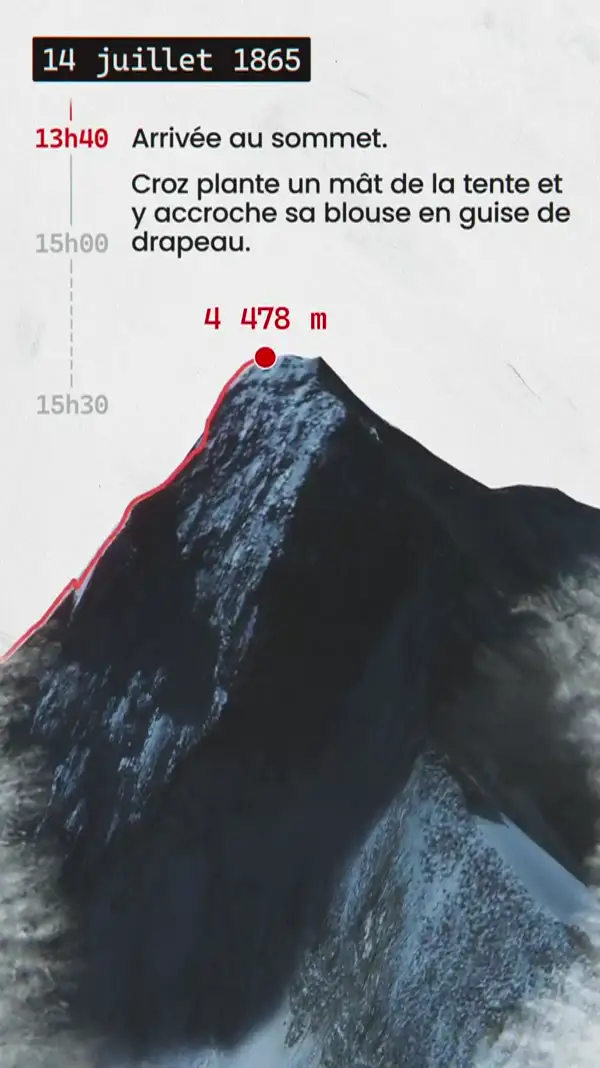 14 juillet 1865
13h40 Arrivée au sommet.
Croz plante un mât de la tente et
y accroche sa blouse en guise de
15h00 drapeau.
4 478 m
15h30